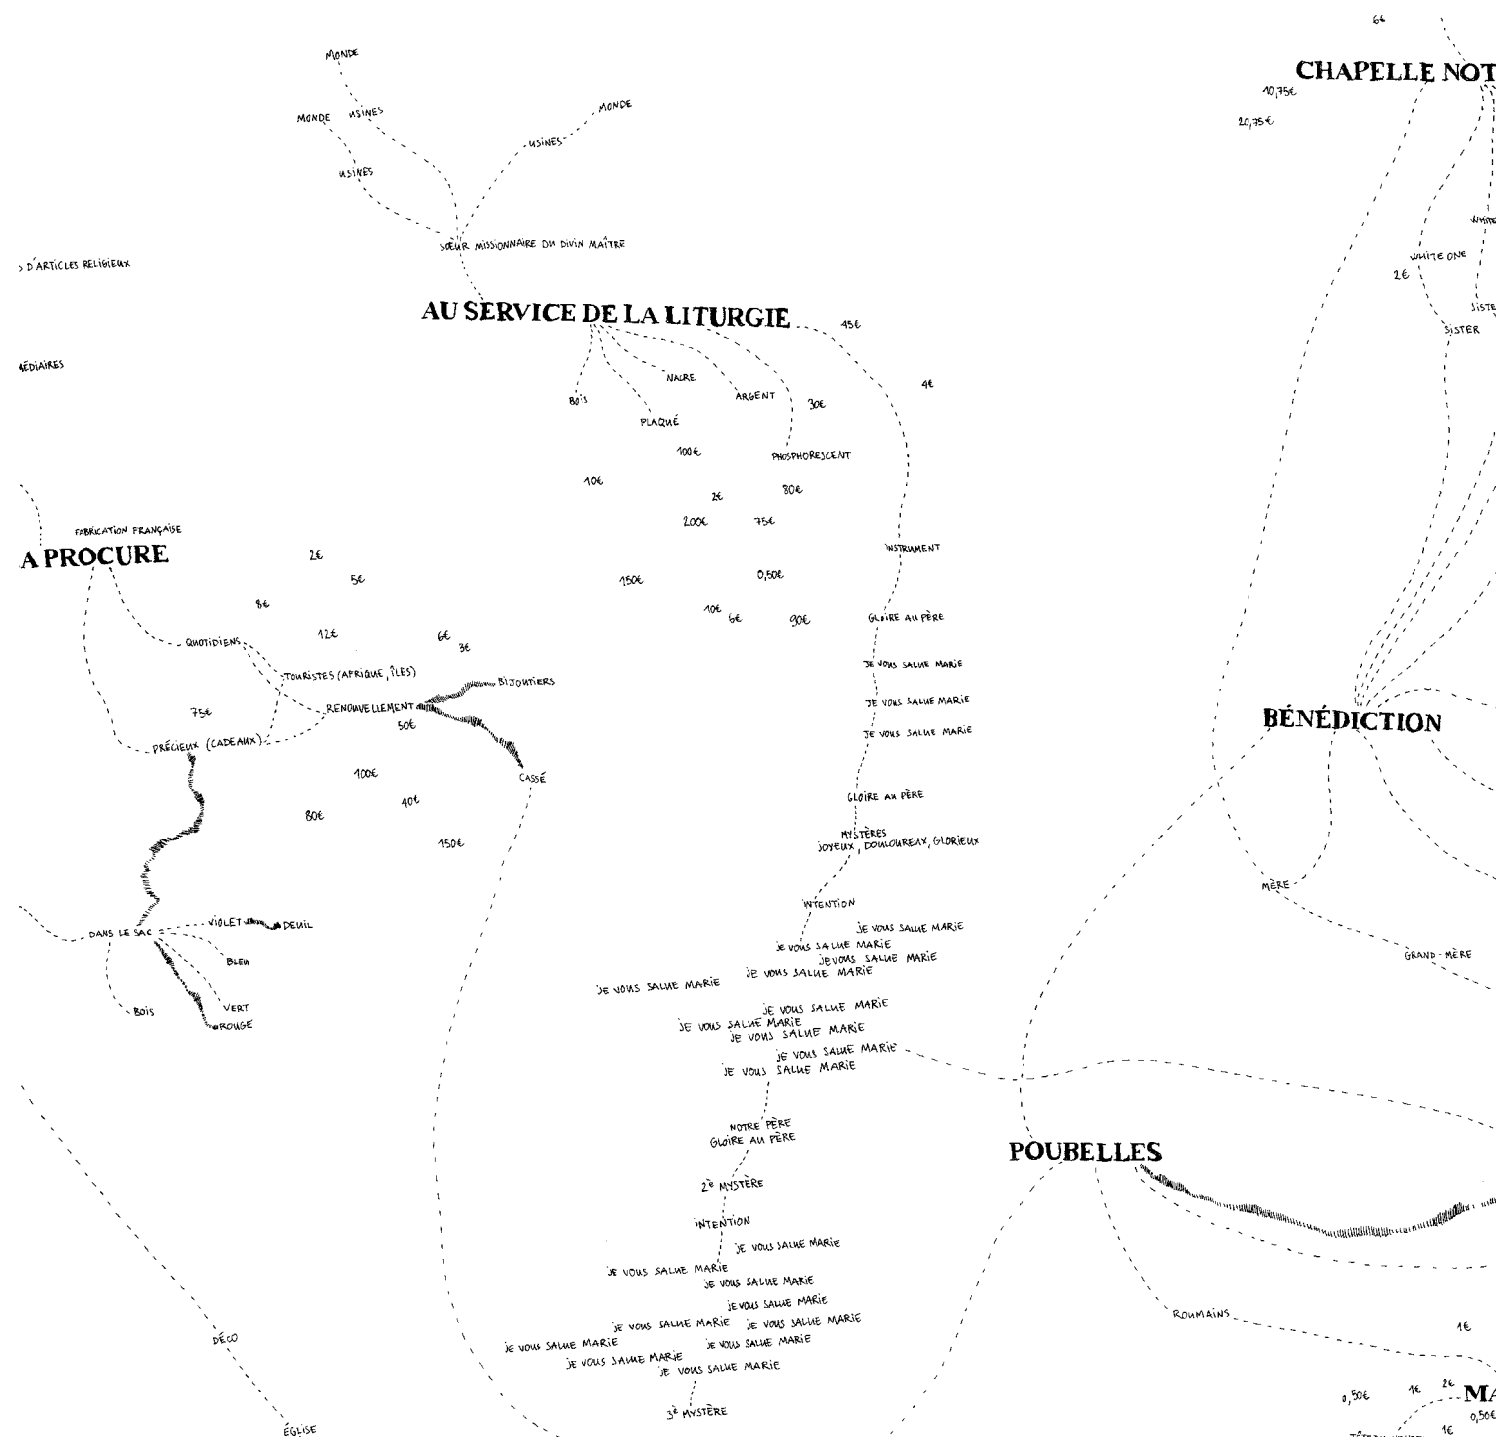 6€
MONDE
CHAPELLE NOT
10,75€
MONDE
USINES
MONDE
20,75€
USINES
USINES
WHITE
SŒUR MISSIONNAIRE DU DIVIN MAÎTRE
WHITE ONE
D'ARTICLES RELIGIEUX
2€
AU SERVICE DE LA LITURGIE
45€
SISTE
SISTER
ÉDIAIRES
NACRE
4€
BOIS
ARGENT
30€
PLAQUÉ
100€
PHOSPHORESCENT
10€
2€
80€
200€
75€
FABRICATION FRANÇAISE
A PROCURE
2€
INSTRUMENT
5€
150€
0,50€
8€
10€
6€
90€
GLOIRE AU PÈRE
12€
6€
3€
QUOTIDIENS
JE VOUS SALUE MARIE
TOURISTES (AFRIQUE, ÎLES)
BIJOUTIERS
JE VOUS SALUE MARIE
75€
RENOUVELLEMENT
50€
JE VOUS SALUE MARIE
BÉNÉDICTION
PRÉCIEUX (CADEAUX)
100€
CASSÉ
40€
GLOIRE AU PÈRE
80€
150€
MYSTÈRES
JOYEUX, DOULOUREUX, GLORIEUX
MÈRE
INTENTION
VIOLET
DEUIL
JE VOUS SALUE MARIE
DANS LE SAC
JE VOUS SALUE MARIE
BLEU
JE VOUS SALUE MARIE
GRAND-MÈRE
JE VOUS SALUE MARIE
JE VOUS SALUE MARIE
BOIS
VERT
JE VOUS SALUE MARIE
ROUGE
JE VOUS SALUE MARIE
JE VOUS SALUE MARIE
JE VOUS SALUE MARIE
JE VOUS SALUE MARIE
NOTRE PÈRE
GLOIRE AU PÈRE
POUBELLES
2È MYSTÈRE
INTENTION
JE VOUS SALUE MARIE
JE VOUS SALUE MARIE
JE VOUS SALUE MARIE
JE VOUS SALUE MARIE
JE VOUS SALUE MARIE
JE VOUS SALUE MARIE
ROUMAINS
1€
DÉCO
JE VOUS SALUE MARIE
JE VOUS SALUE MARIE
JE VOUS SALUE MARIE
JE VOUS SALUE MARIE
0,50€
1€
2€
MA
3È MYSTÈRE
0,50€
ÉGLISE
1€